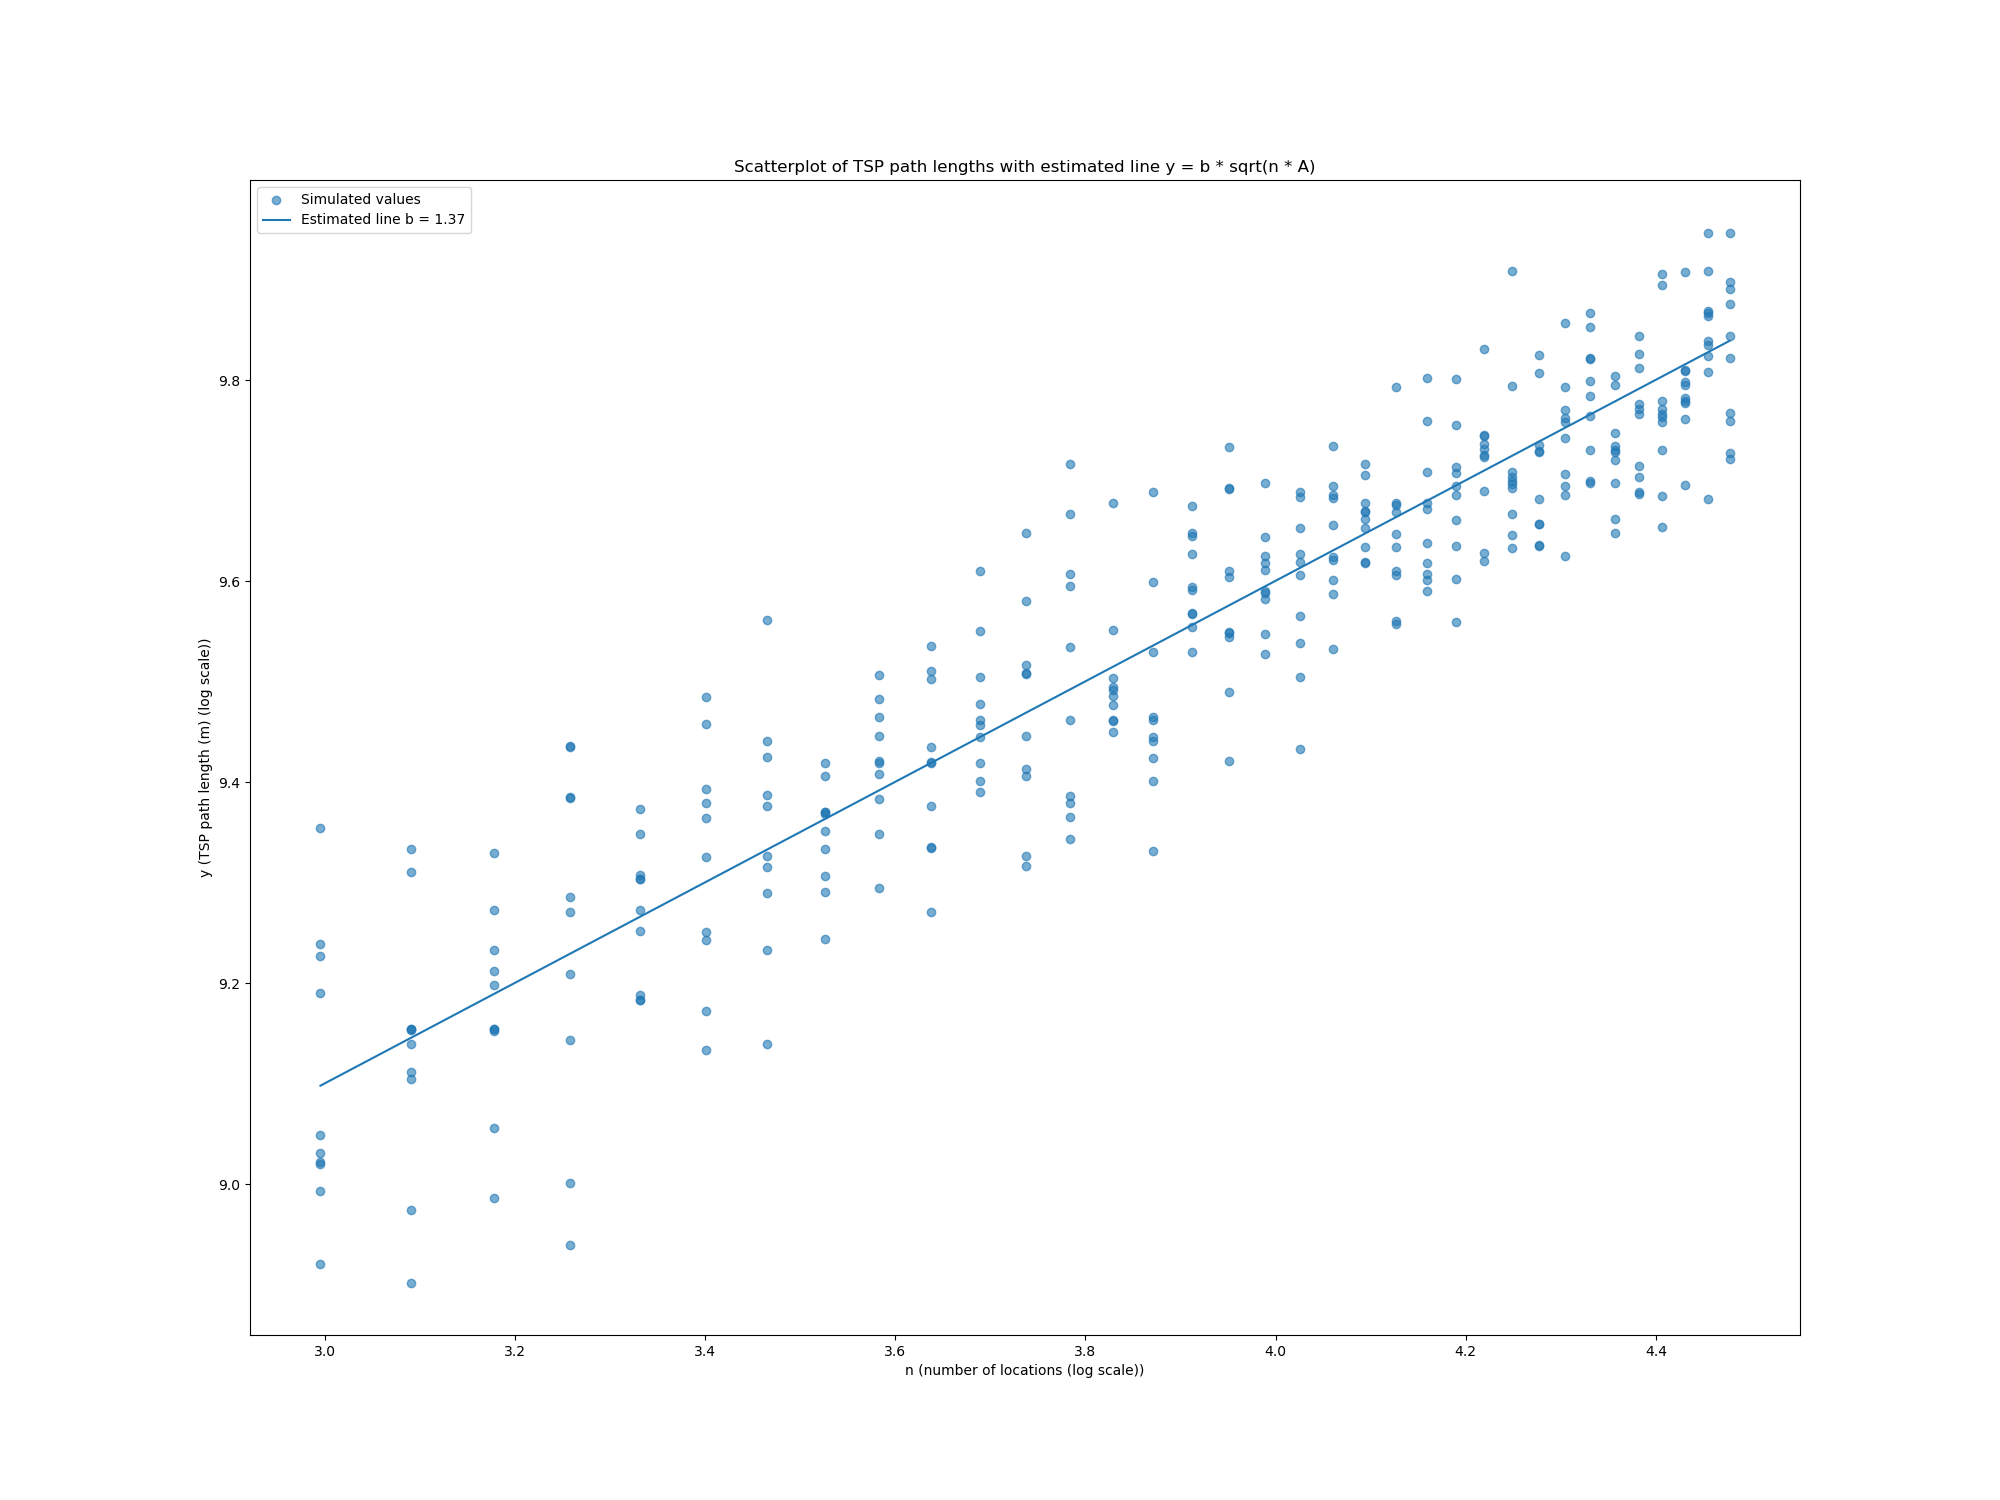 Scatterplot of TSP path lengths with estimated line y = b * sqrt(n * A)
Simulated values
Estimated line b = 1.37
y (TSP path length (m) (log scale))
9.8
9.6
9.4
9.2
9.0
3.0 3.2 3.4 3.6 3.8 4.0 4.2 4.4
n (number of locations (log scale))